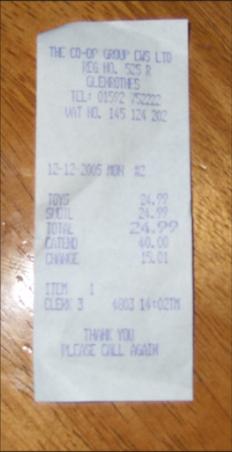 THE CO-OP GROUP CWS LTD
REG NO. 525 R
GLENROTHES
TEL: 01592 752222
VAT NO. 145 124 202
12-12-2005 MON #2
TOYS 24.99
SBTTL 24.99
TOTAL 24.99
CATEND 40.00
CHANGE 15.01
ITEM 1
CLERK 3 4003 14:02TM
THANK YOU
PLEASE CALL AGAIN